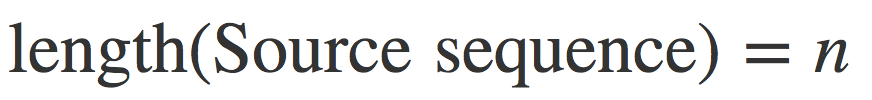 length(Source sequence) = n